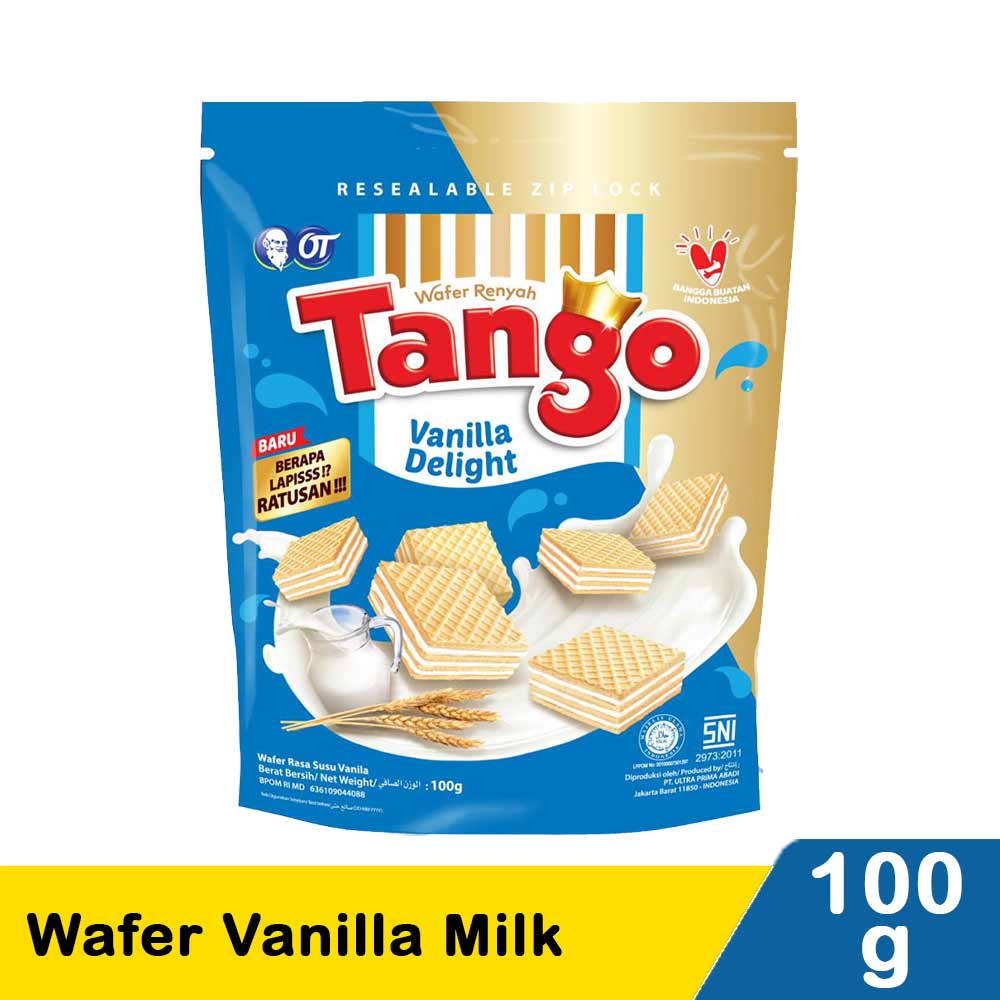 RESEALABLE ZIP LOCK
OT
Wafer Renyah
Tango
BANGGA BUATAN
INDONESIA
Vanilla
Delight
BARU
BERAPA
LAPISSS!?
RATUSAN!!!
Wafer Rasa Susu Vanila
Berat Bersih/ Net Weight/ الوزن الصافي : 100g
BPOM RI MD 636109044088
SNI
2973:2011
Diproduksi oleh/ Produced by/ إنتاج
PT. ULTRA PRIMA ABADI
Jakarta Barat 11850 - INDONESIA
Wafer Vanilla Milk
100
g